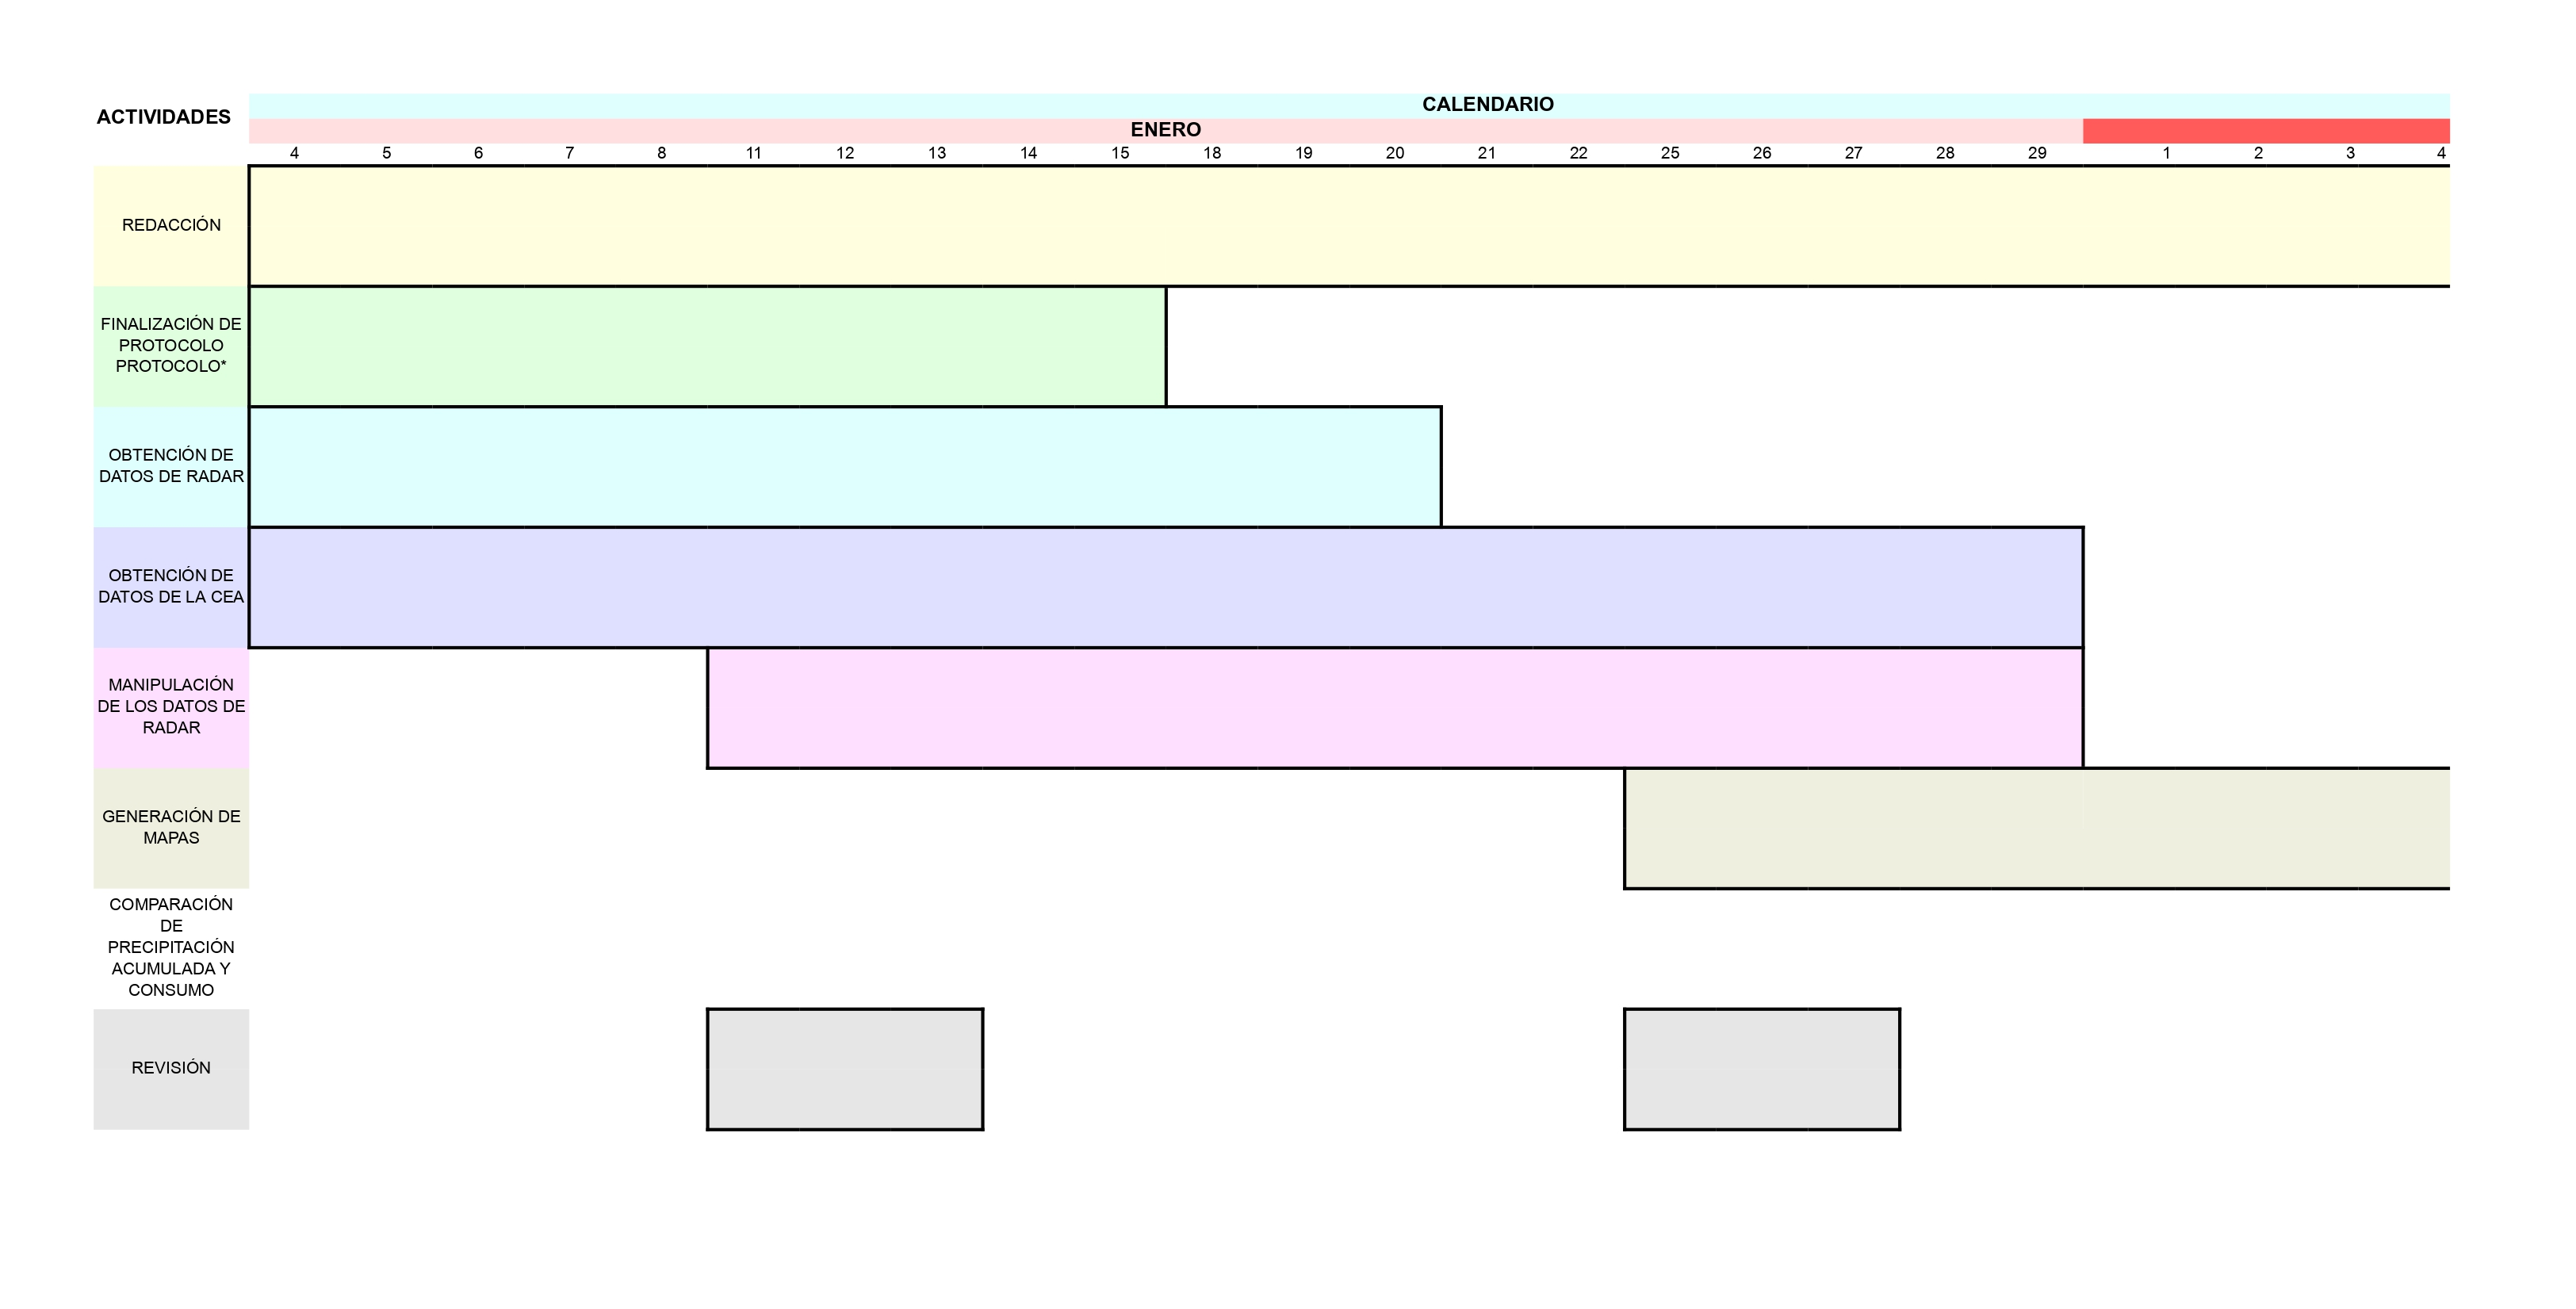 CALENDARIO
ACTIVIDADES
ENERO
4 5 6 7 8 11 12 13 14 15 18 19 20 21 22 25 26 27 28 29 1 2 3 4
REDACCIÓN
FINALIZACIÓN DE
PROTOCOLO
PROTOCOLO*
OBTENCIÓN DE
DATOS DE RADAR
OBTENCIÓN DE
DATOS DE LA CEA
MANIPULACIÓN
DE LOS DATOS DE
RADAR
GENERACIÓN DE
MAPAS
COMPARACIÓN
DE
PRECIPITACIÓN
ACUMULADA Y
CONSUMO
REVISIÓN